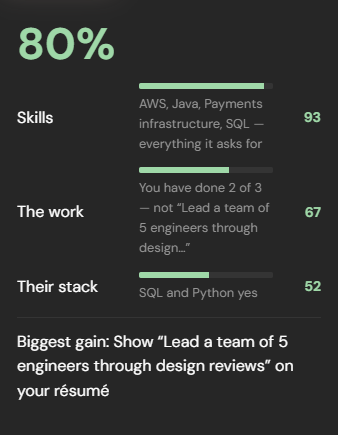 80%
Skills
AWS, Java, Payments
infrastructure, SQL —
everything it asks for
93
The work
You have done 2 of 3
— not “Lead a team of
5 engineers through
design…”
67
Their stack
SQL and Python yes
52
Biggest gain: Show “Lead a team of 5
engineers through design reviews” on
your résumé